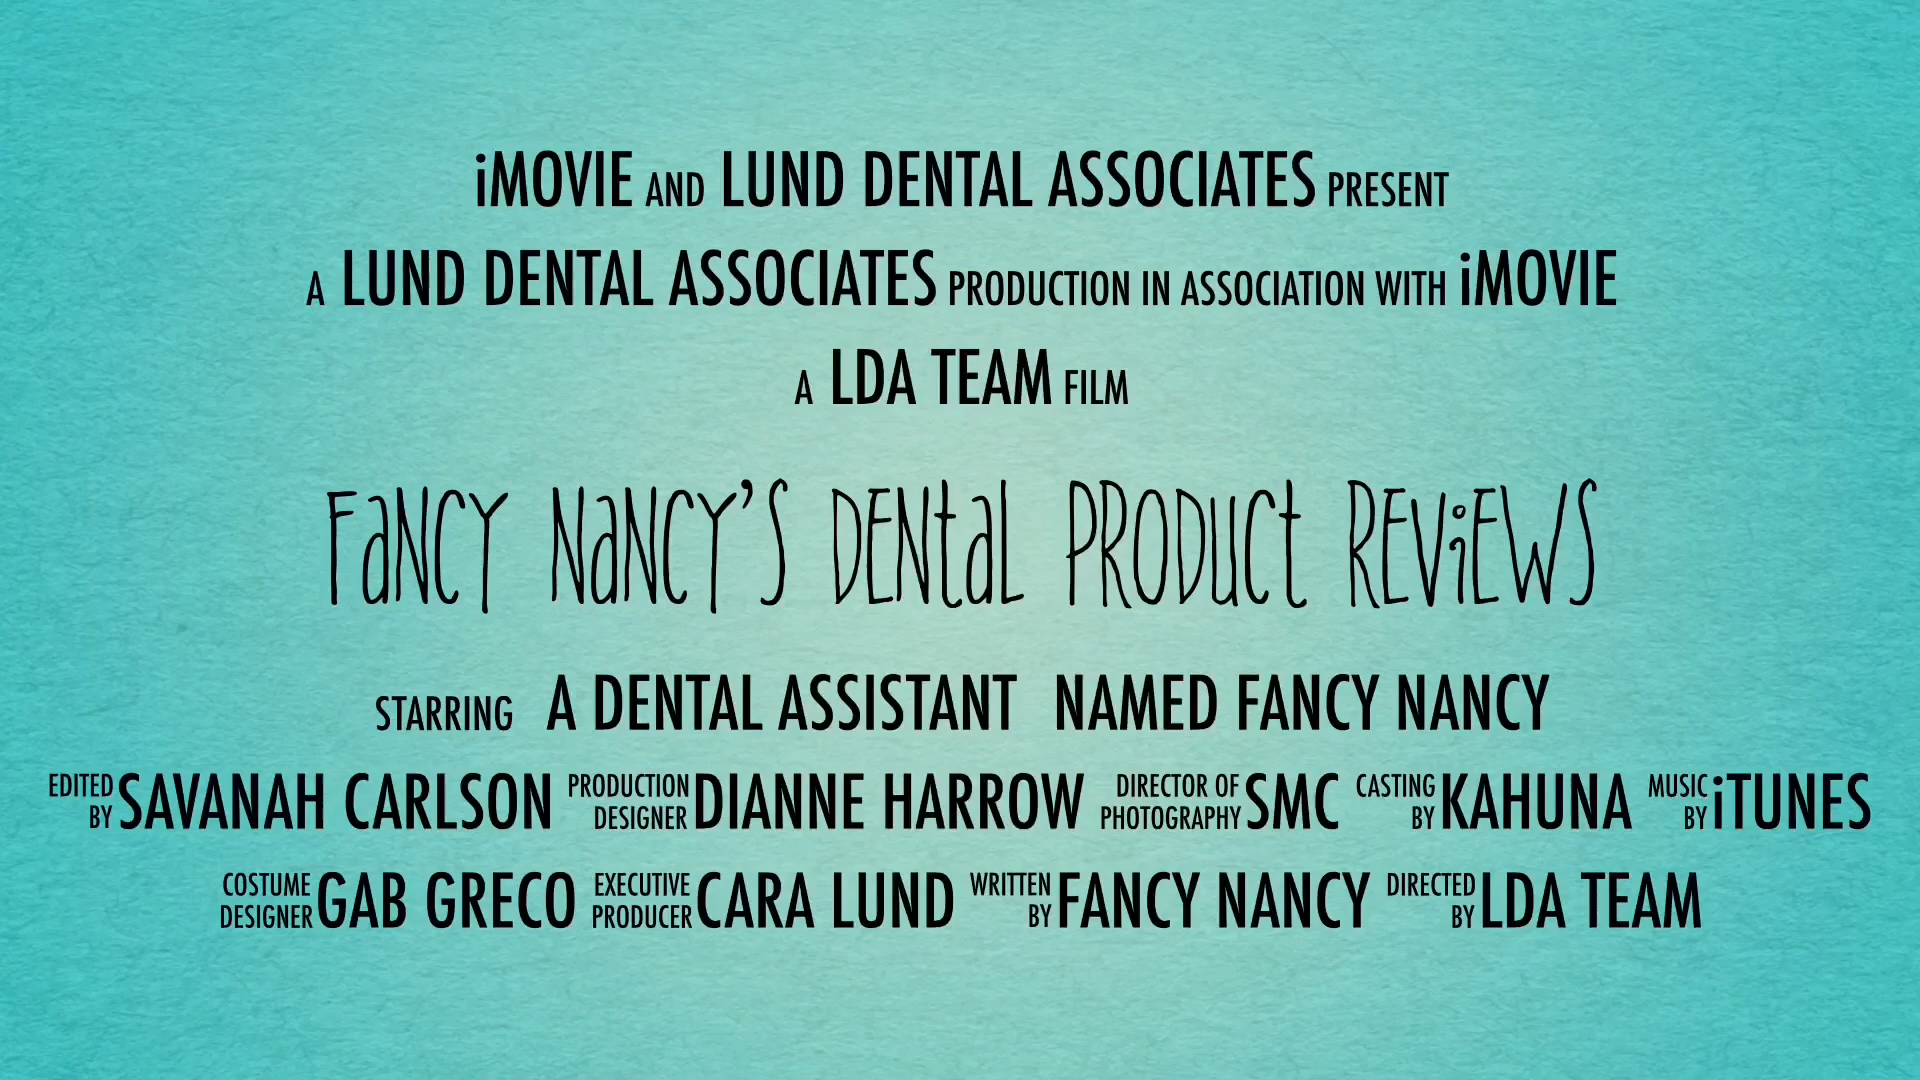 iMOVIE AND LUND DENTAL ASSOCIATES PRESENT
A LUND DENTAL ASSOCIATES PRODUCTION IN ASSOCIATION WITH iMOVIE
A LDA TEAM FILM
FaNCY NaNCY'S DENtaL PRODUCt REViEWS
STARRING A DENTAL ASSISTANT NAMED FANCY NANCY
EDITED BY SAVANAH CARLSON PRODUCTION DESIGNER DIANNE HARROW DIRECTOR OF PHOTOGRAPHY SMC CASTING BY KAHUNA MUSIC BY iTUNES
COSTUME DESIGNER GAB GRECO EXECUTIVE PRODUCER CARA LUND WRITTEN BY FANCY NANCY DIRECTED BY LDA TEAM